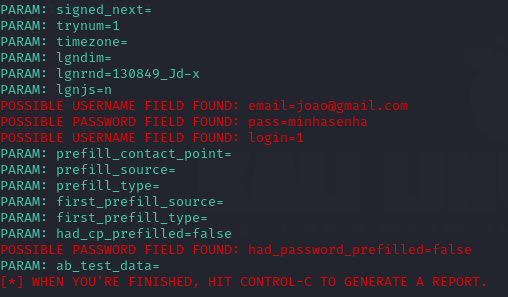 PARAM: signed_next=
PARAM: trynum=1
PARAM: timezone=
PARAM: lgndim=
PARAM: lgnrnd=130849_Jd-x
PARAM: lgnjs=n
POSSIBLE USERNAME FIELD FOUND: email=joao@gmail.com
POSSIBLE PASSWORD FIELD FOUND: pass=minhasenha
POSSIBLE USERNAME FIELD FOUND: login=1
PARAM: prefill_contact_point=
PARAM: prefill_source=
PARAM: prefill_type=
PARAM: first_prefill_source=
PARAM: first_prefill_type=
PARAM: had_cp_prefilled=false
POSSIBLE PASSWORD FIELD FOUND: had_password_prefilled=false
PARAM: ab_test_data=
[*] WHEN YOU'RE FINISHED, HIT CONTROL-C TO GENERATE A REPORT.